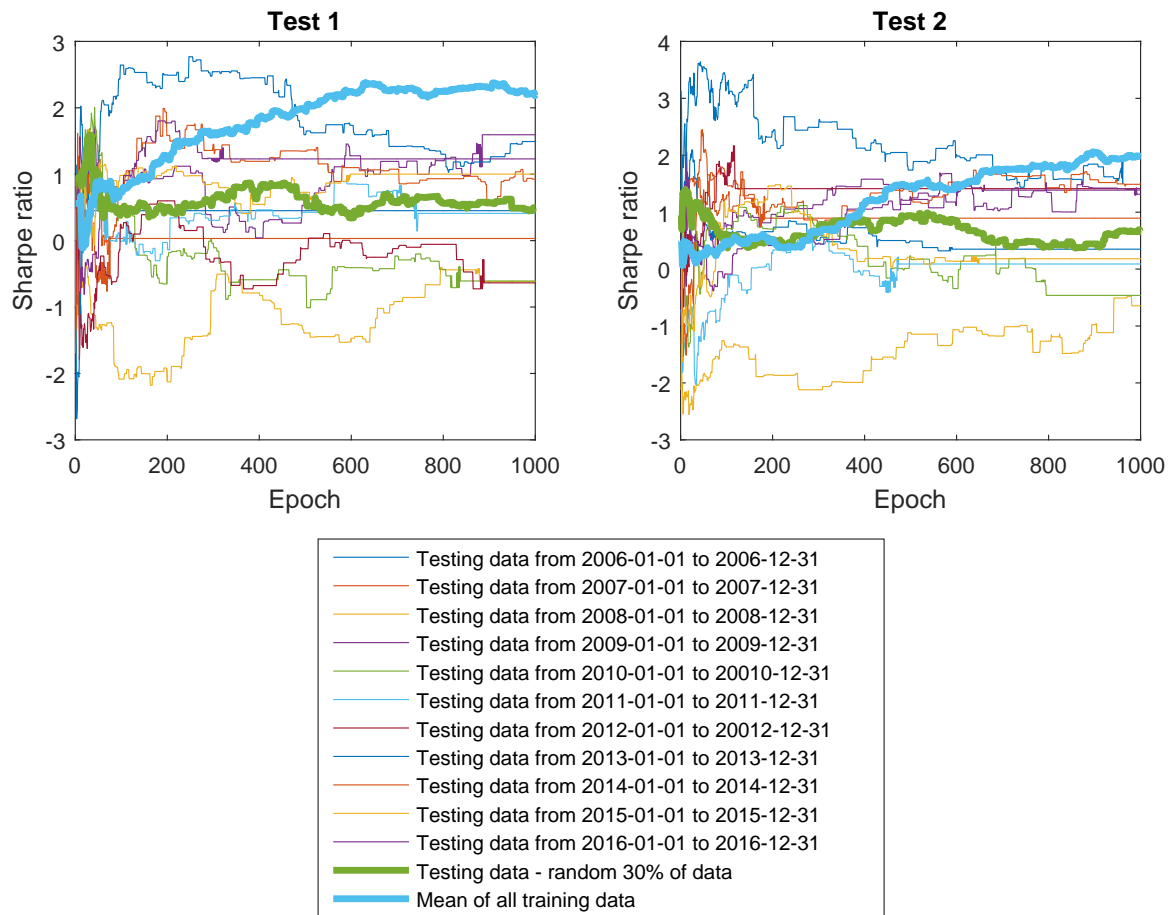 Test 1
Test 2
3
2
1
0
-1
-2
-3
Sharpe ratio
0 200 400 600 800 1000
Epoch
4
3
2
1
0
-1
-2
-3
Sharpe ratio
0 200 400 600 800 1000
Epoch
Testing data from 2006-01-01 to 2006-12-31
Testing data from 2007-01-01 to 2007-12-31
Testing data from 2008-01-01 to 2008-12-31
Testing data from 2009-01-01 to 2009-12-31
Testing data from 2010-01-01 to 20010-12-31
Testing data from 2011-01-01 to 2011-12-31
Testing data from 2012-01-01 to 20012-12-31
Testing data from 2013-01-01 to 2013-12-31
Testing data from 2014-01-01 to 2014-12-31
Testing data from 2015-01-01 to 2015-12-31
Testing data from 2016-01-01 to 2016-12-31
Testing data - random 30% of data
Mean of all training data